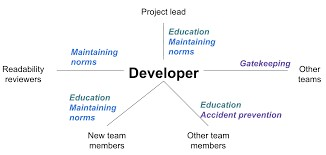 Project lead
Education
Maintaining
norms
Maintaining
norms
Gatekeeping
Readability
reviewers
Developer
Other
teams
Education
Maintaining
norms
Education
Accident prevention
New team
members
Other team
members